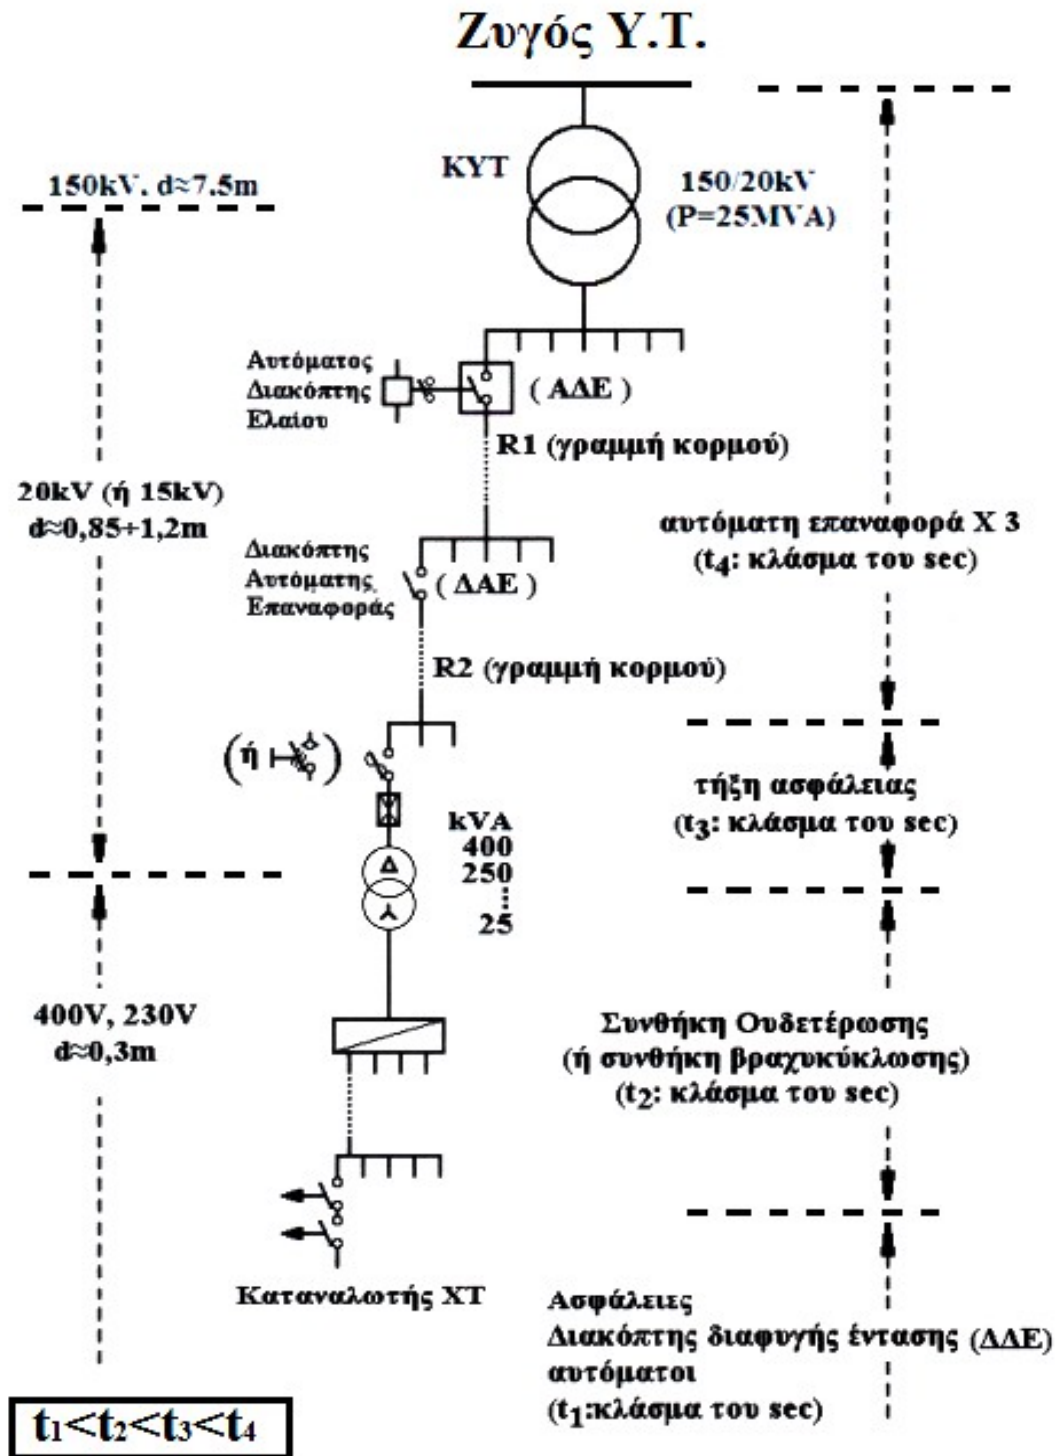 Ζυγός Υ.Τ.
ΚΥΤ
150/20kV
(P=25MVA)
150kV. d≈7.5m
Αυτόματος
Διακόπτης
Ελαίου
( ΑΔΕ )
R1 (γραμμή κορμού)
20kV (ή 15kV)
d≈0,85÷1,2m
αυτόματη επαναφορά Χ 3
(t4: κλάσμα του sec)
Διακόπτης
Αυτόματης
Επαναφοράς
( ΔΑΕ )
R2 (γραμμή κορμού)
(ή )
τήξη ασφάλειας
(t3: κλάσμα του sec)
kVA
400
250
25
Δ
400V, 230V
d≈0,3m
Συνθήκη Ουδετέρωσης
(ή συνθήκη βραχυκύκλωσης)
(t2: κλάσμα του sec)
Καταναλωτής ΧΤ
Ασφάλειες
Διακόπτης διαφυγής έντασης (ΔΔΕ)
αυτόματοι
(t1:κλάσμα του sec)
t1<t2<t3<t4